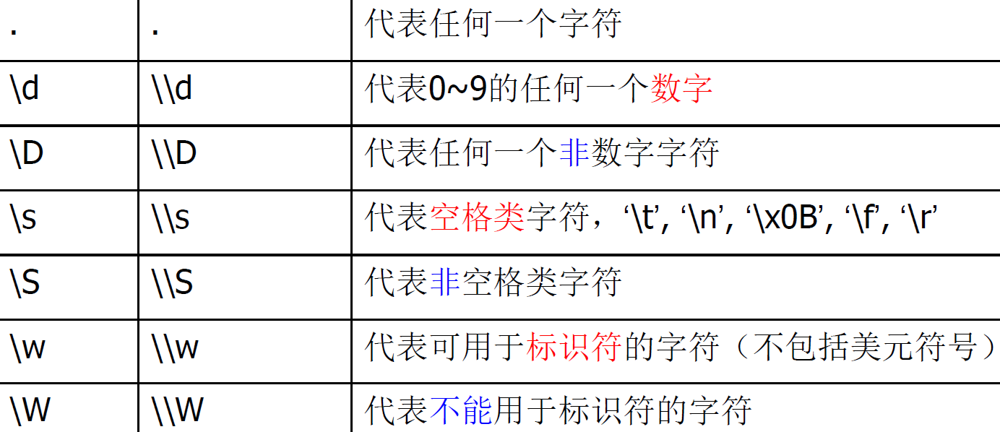 . . 代表任何一个字符
\d \\d 代表0~9的任何一个数字
\D \\D 代表任何一个非数字字符
\s \\s 代表空格类字符，‘\t’, ‘\n’, ‘\x0B’, ‘\f’, ‘\r’
\S \\S 代表非空格类字符
\w \\w 代表可用于标识符的字符（不包括美元符号）
\W \\W 代表不能用于标识符的字符